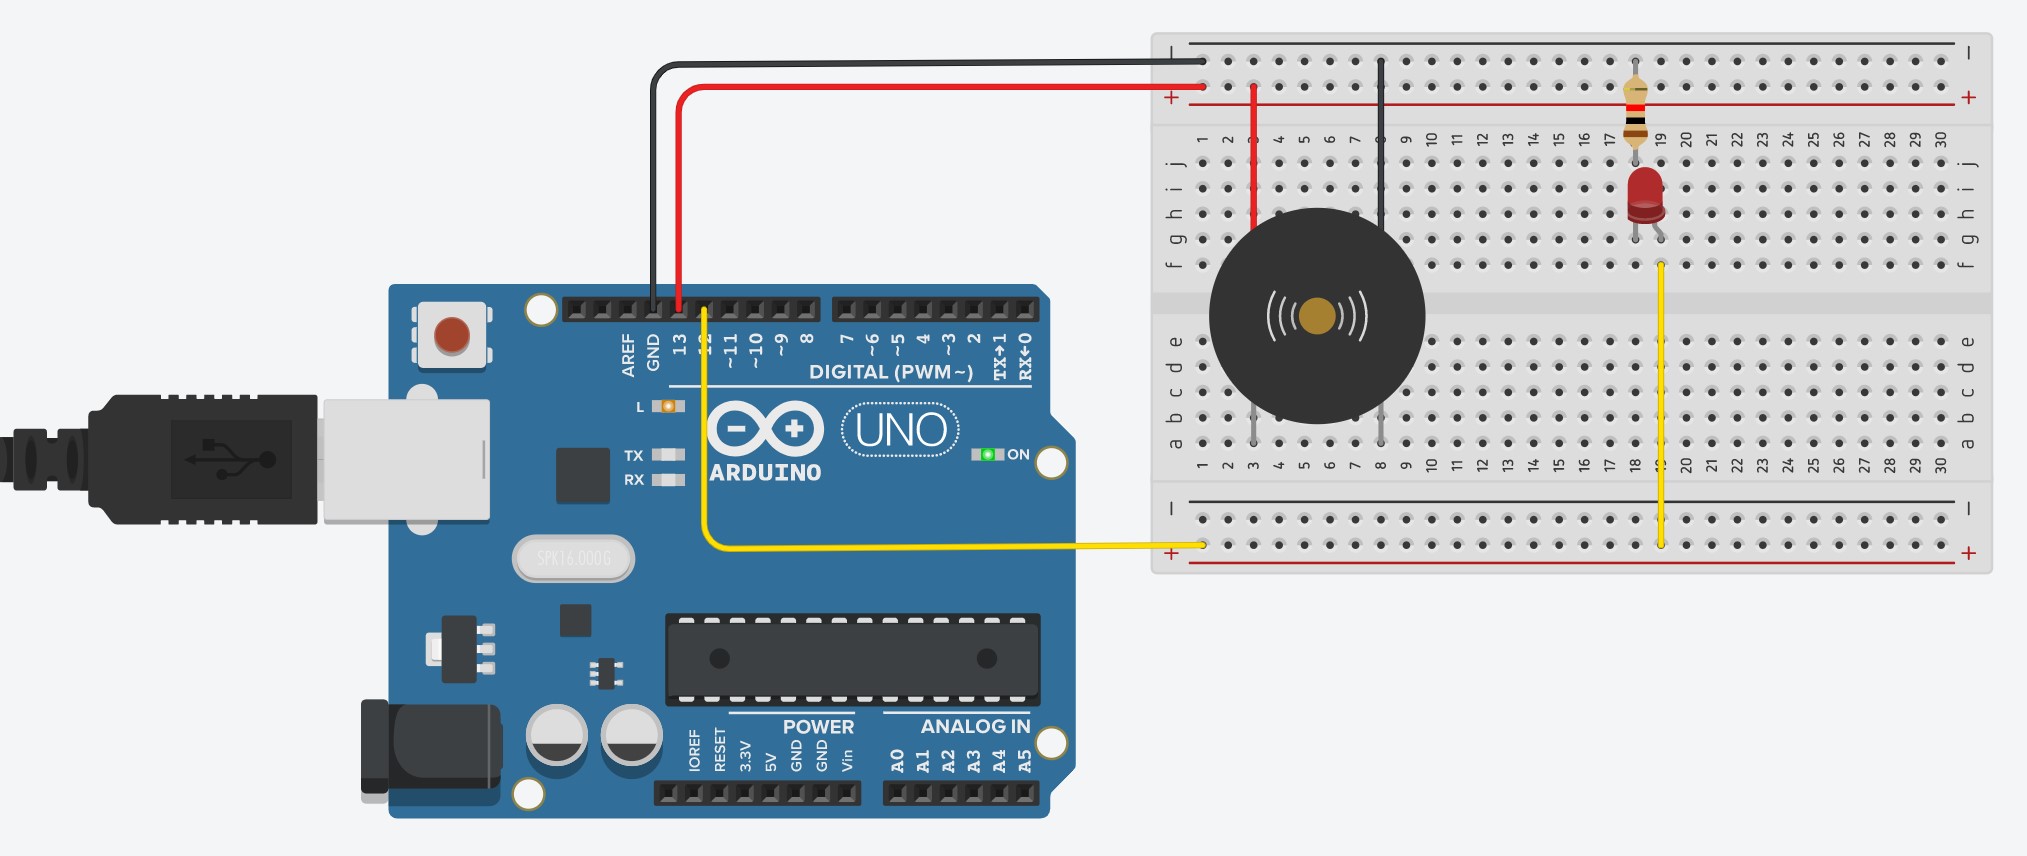 − −
+ +
1 2 3 4 5 6 7 8 9 10 11 12 13 14 15 16 17 18 19 20 21 22 23 24 25 26 27 28 29 30
j j
i i
h h
g g
f f
e e
d d
c c
b b
a a
1 2 3 4 5 6 7 8 9 10 11 12 13 14 15 16 17 18 19 20 21 22 23 24 25 26 27 28 29 30
− −
+ +
AREF GND 13 12 ~11 ~10 ~9 8 7 ~6 ~5 4 ~3 2 TX→1 RX←0
DIGITAL (PWM~)
L
UNO
TX
RX
ON
ARDUINO
SPK16.000G
POWER ANALOG IN
IOREF RESET 3.3V 5V GND GND Vin A0 A1 A2 A3 A4 A5